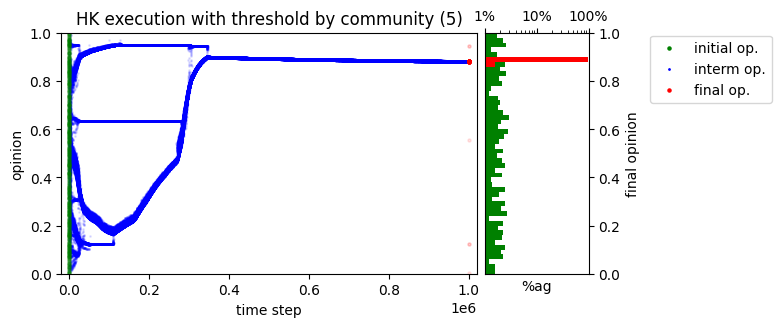 HK execution with threshold by community (5)
1% 10% 100%
1.0 1.0
0.8 0.8
0.6 0.6
0.4 0.4
0.2 0.2
0.0 0.0
opinion
final opinion
0.0 0.2 0.4 0.6 0.8 1.0
1e6
time step
%ag
initial op.
interm op.
final op.